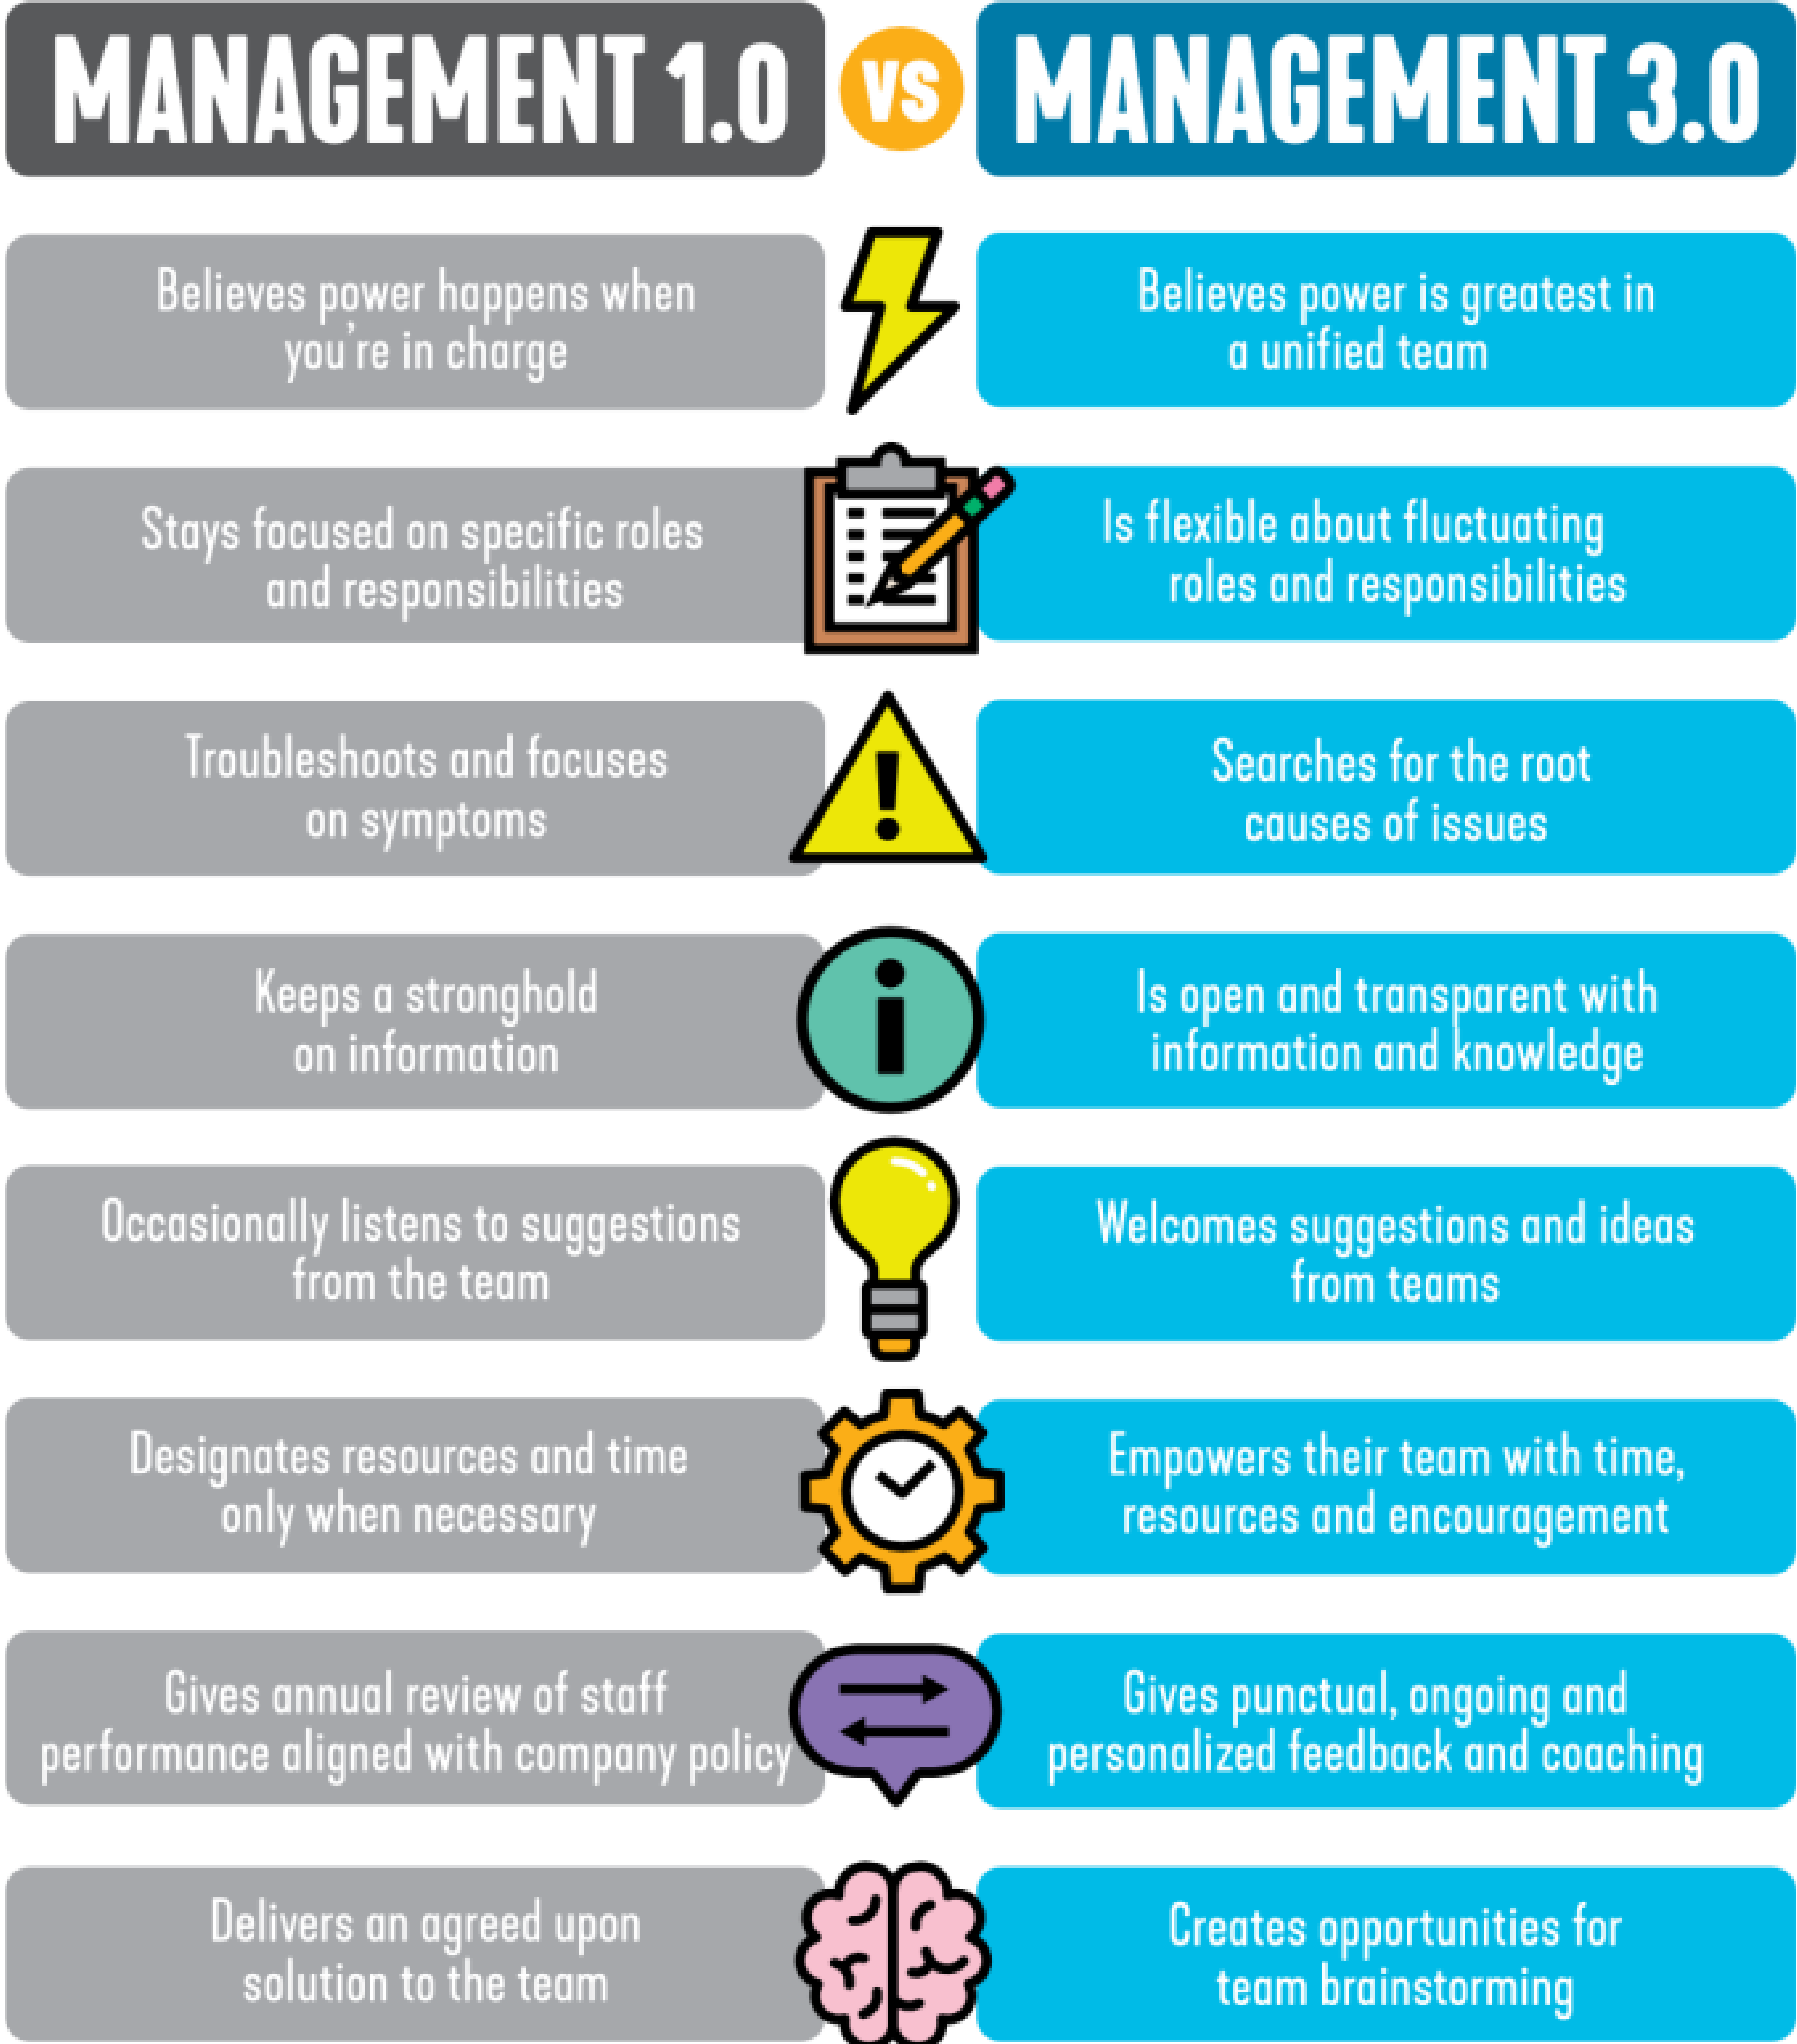 MANAGEMENT 1.0
VS
MANAGEMENT 3.0
Believes power happens when
you're in charge
Believes power is greatest in
a unified team
Stays focused on specific roles
and responsibilities
Is flexible about fluctuating
roles and responsibilities
Troubleshoots and focuses
on symptoms
Searches for the root
causes of issues
Keeps a stronghold
on information
Is open and transparent with
information and knowledge
Occasionally listens to suggestions
from the team
Welcomes suggestions and ideas
from teams
Designates resources and time
only when necessary
Empowers their team with time,
resources and encouragement
Gives annual review of staff
performance aligned with company policy
Gives punctual, ongoing and
personalized feedback and coaching
Delivers an agreed upon
solution to the team
Creates opportunities for
team brainstorming